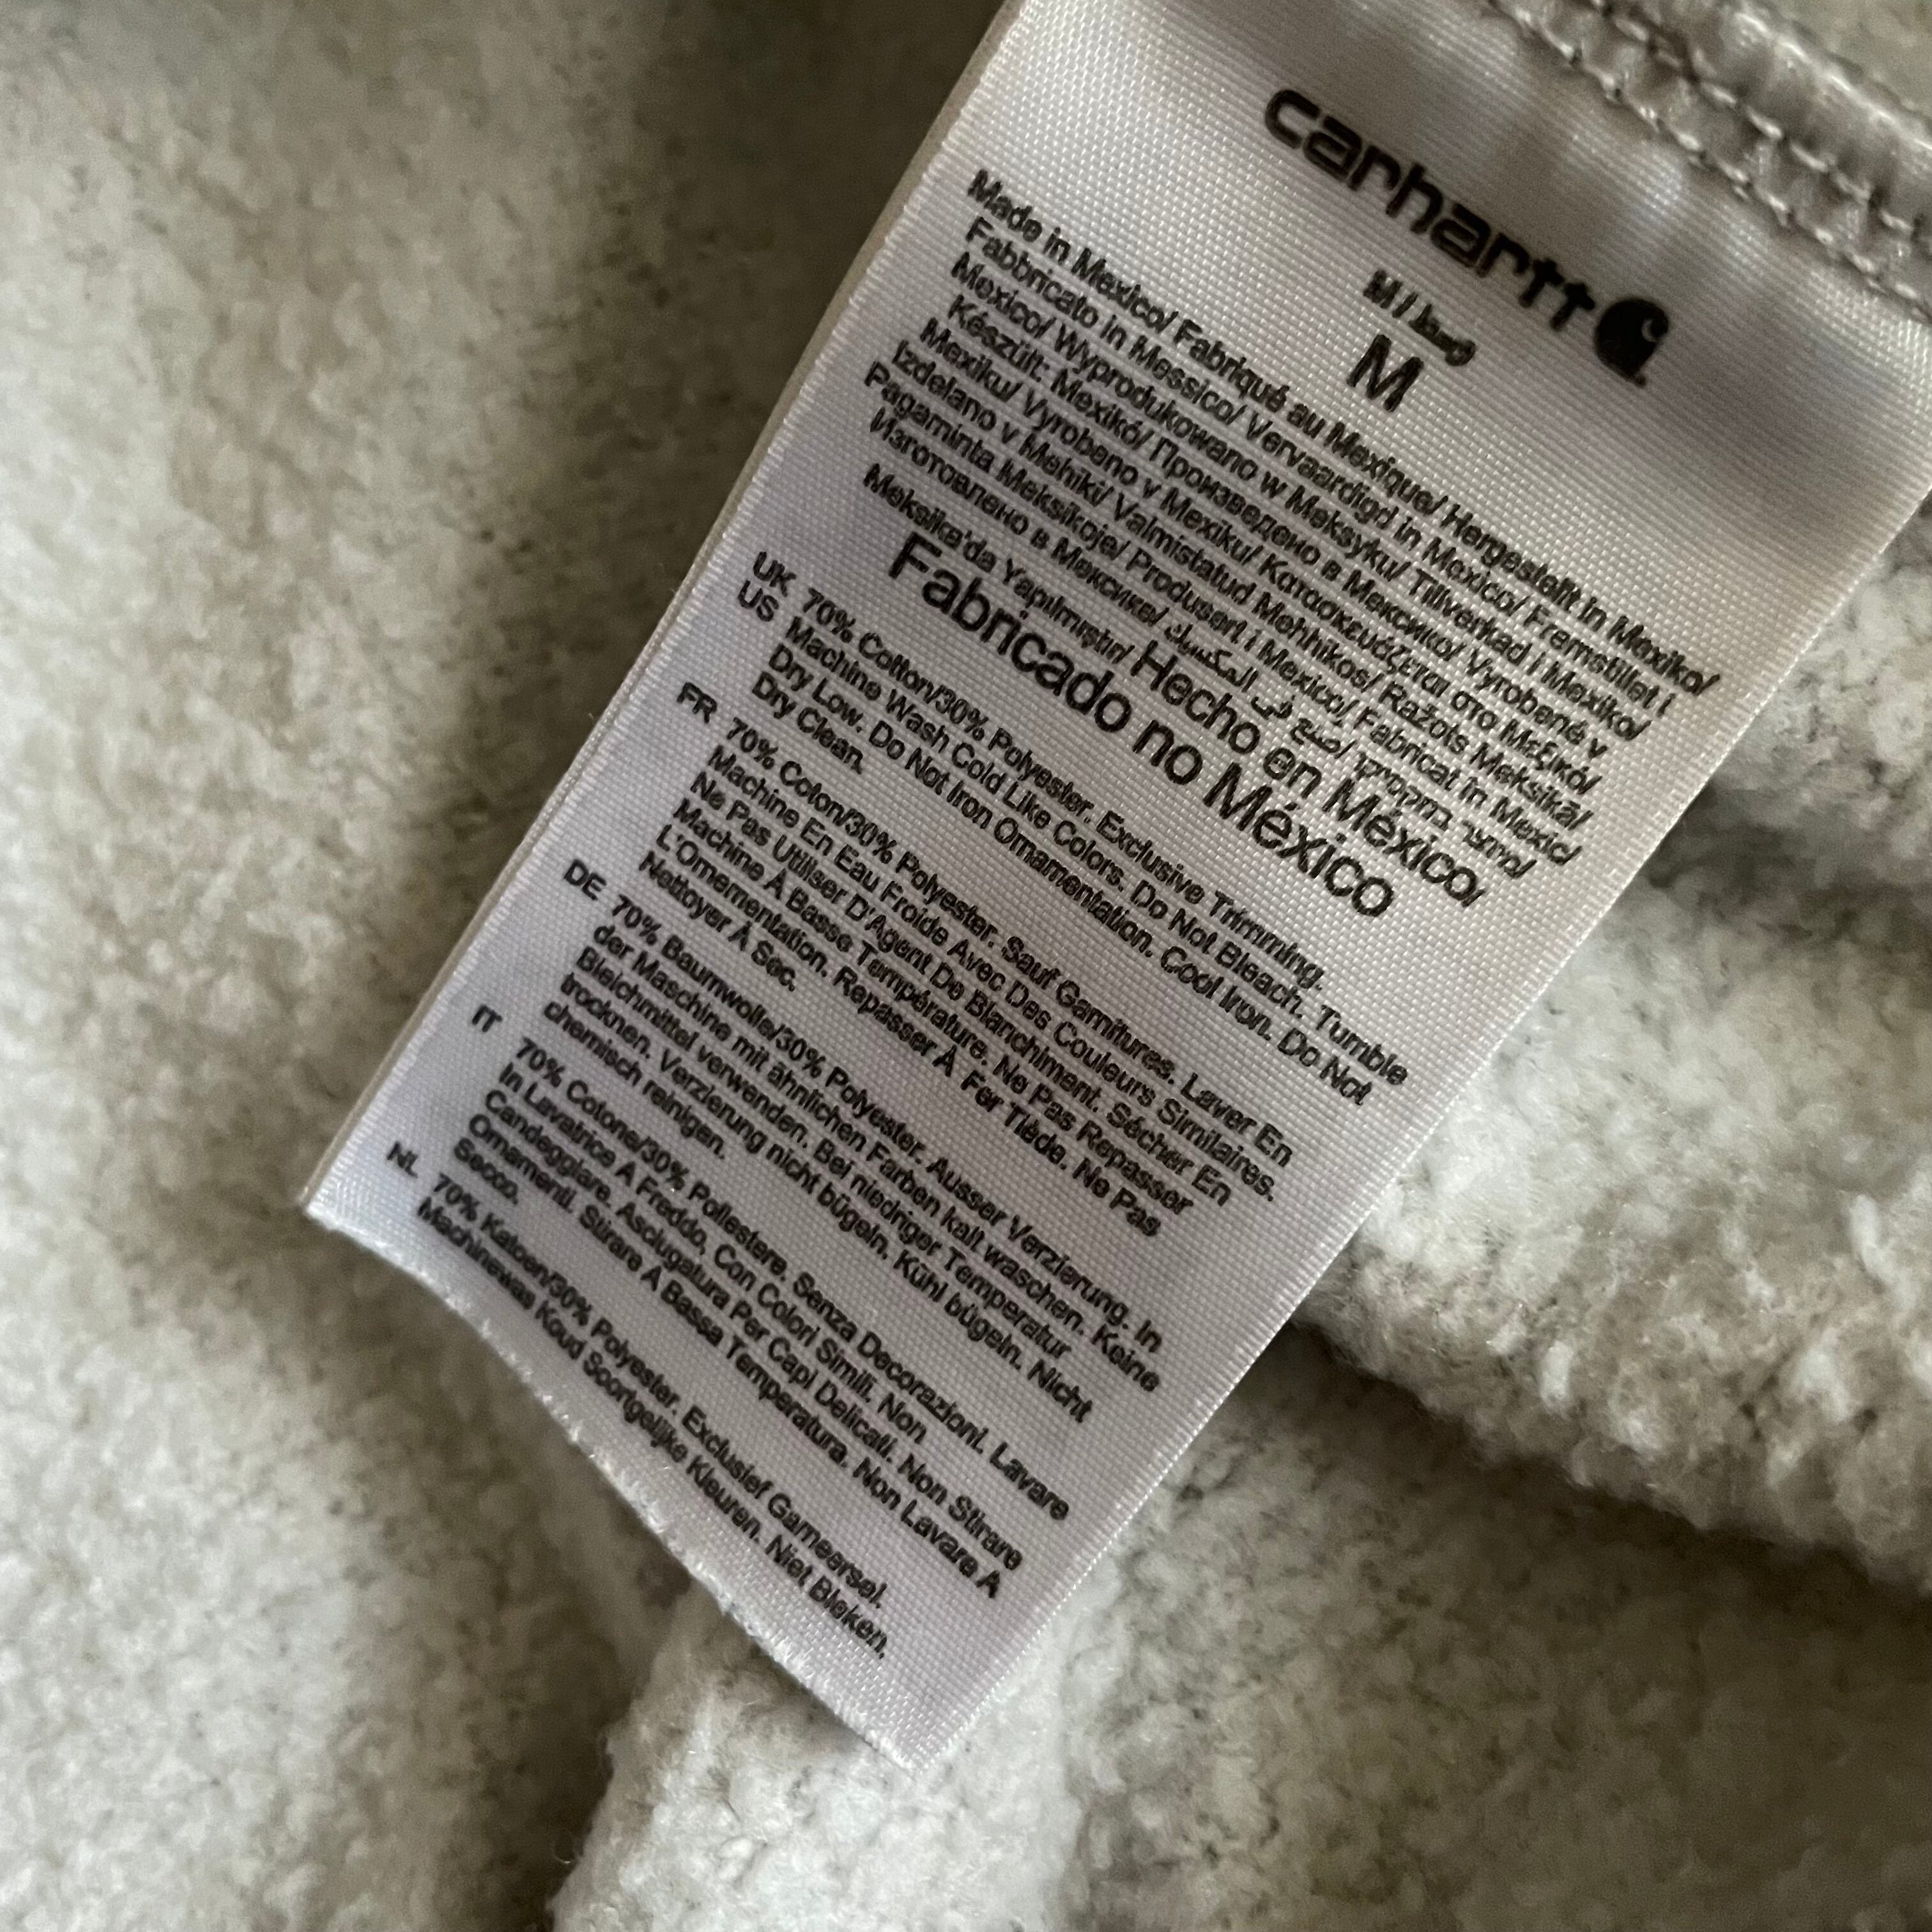 carhartt
M / وسط
M
Made in Mexico/ Fabriqué au Mexique/ Hergestellt in Mexiko/
Fabbricato in Messico/ Vervaardigd in Mexico/ Fremstillet i
Mexico/ Wyprodukowano w Meksyku/ Tillverkad i Mexiko/
Készült: Mexikó/ Произведено в Мексико/ Vyrobené v
Mexiku/ Vyrobeno v Mexiku/ Κατασκευάζεται στο Μεξικό/
Izdelano v Mehiki/ Valmistatud Mehhikos/ Ražots Meksikā/
Pagaminta Meksikoje/ Produsert i Mexico/ Fabricat în Mexic/
Изготовлено в Мексике/ صنع في المكسيك/ מיוצר במקסיקו/
Meksika'da Yapılmıştır/ Hecho en México/
Fabricado no México
UK 70% Cotton/30% Polyester. Exclusive Trimming.
US Machine Wash Cold Like Colors. Do Not Bleach. Tumble
Dry Low. Do Not Iron Ornamentation. Cool Iron. Do Not
Dry Clean.
FR 70% Coton/30% Polyester. Sauf Garnitures. Laver En
Machine En Eau Froide Avec Des Couleurs Similaires.
Ne Pas Utiliser D'Agent De Blanchiment. Sécher En
Machine À Basse Température. Ne Pas Repasser
L'Ornementation. Repasser À Fer Tiède. Ne Pas
Nettoyer À Sec.
DE 70% Baumwolle/30% Polyester. Ausser Verzierung. In
der Maschine mit ähnlichen Farben kalt waschen. Keine
Bleichmittel verwenden. Bei niedriger Temperatur
trocknen. Verzierung nicht bügeln. Kühl bügeln. Nicht
chemisch reinigen.
IT 70% Cotone/30% Poliestere. Senza Decorazioni. Lavare
In Lavatrice A Freddo, Con Colori Simili. Non
Candeggiare. Asciugatura Per Capi Delicati. Non Stirare
Ornamenti. Stirare A Bassa Temperatura. Non Lavare A
Secco.
NL 70% Katoen/30% Polyester. Exclusief Garneersel.
Machinewas Koud Soortgelijke Kleuren. Niet Bleken.